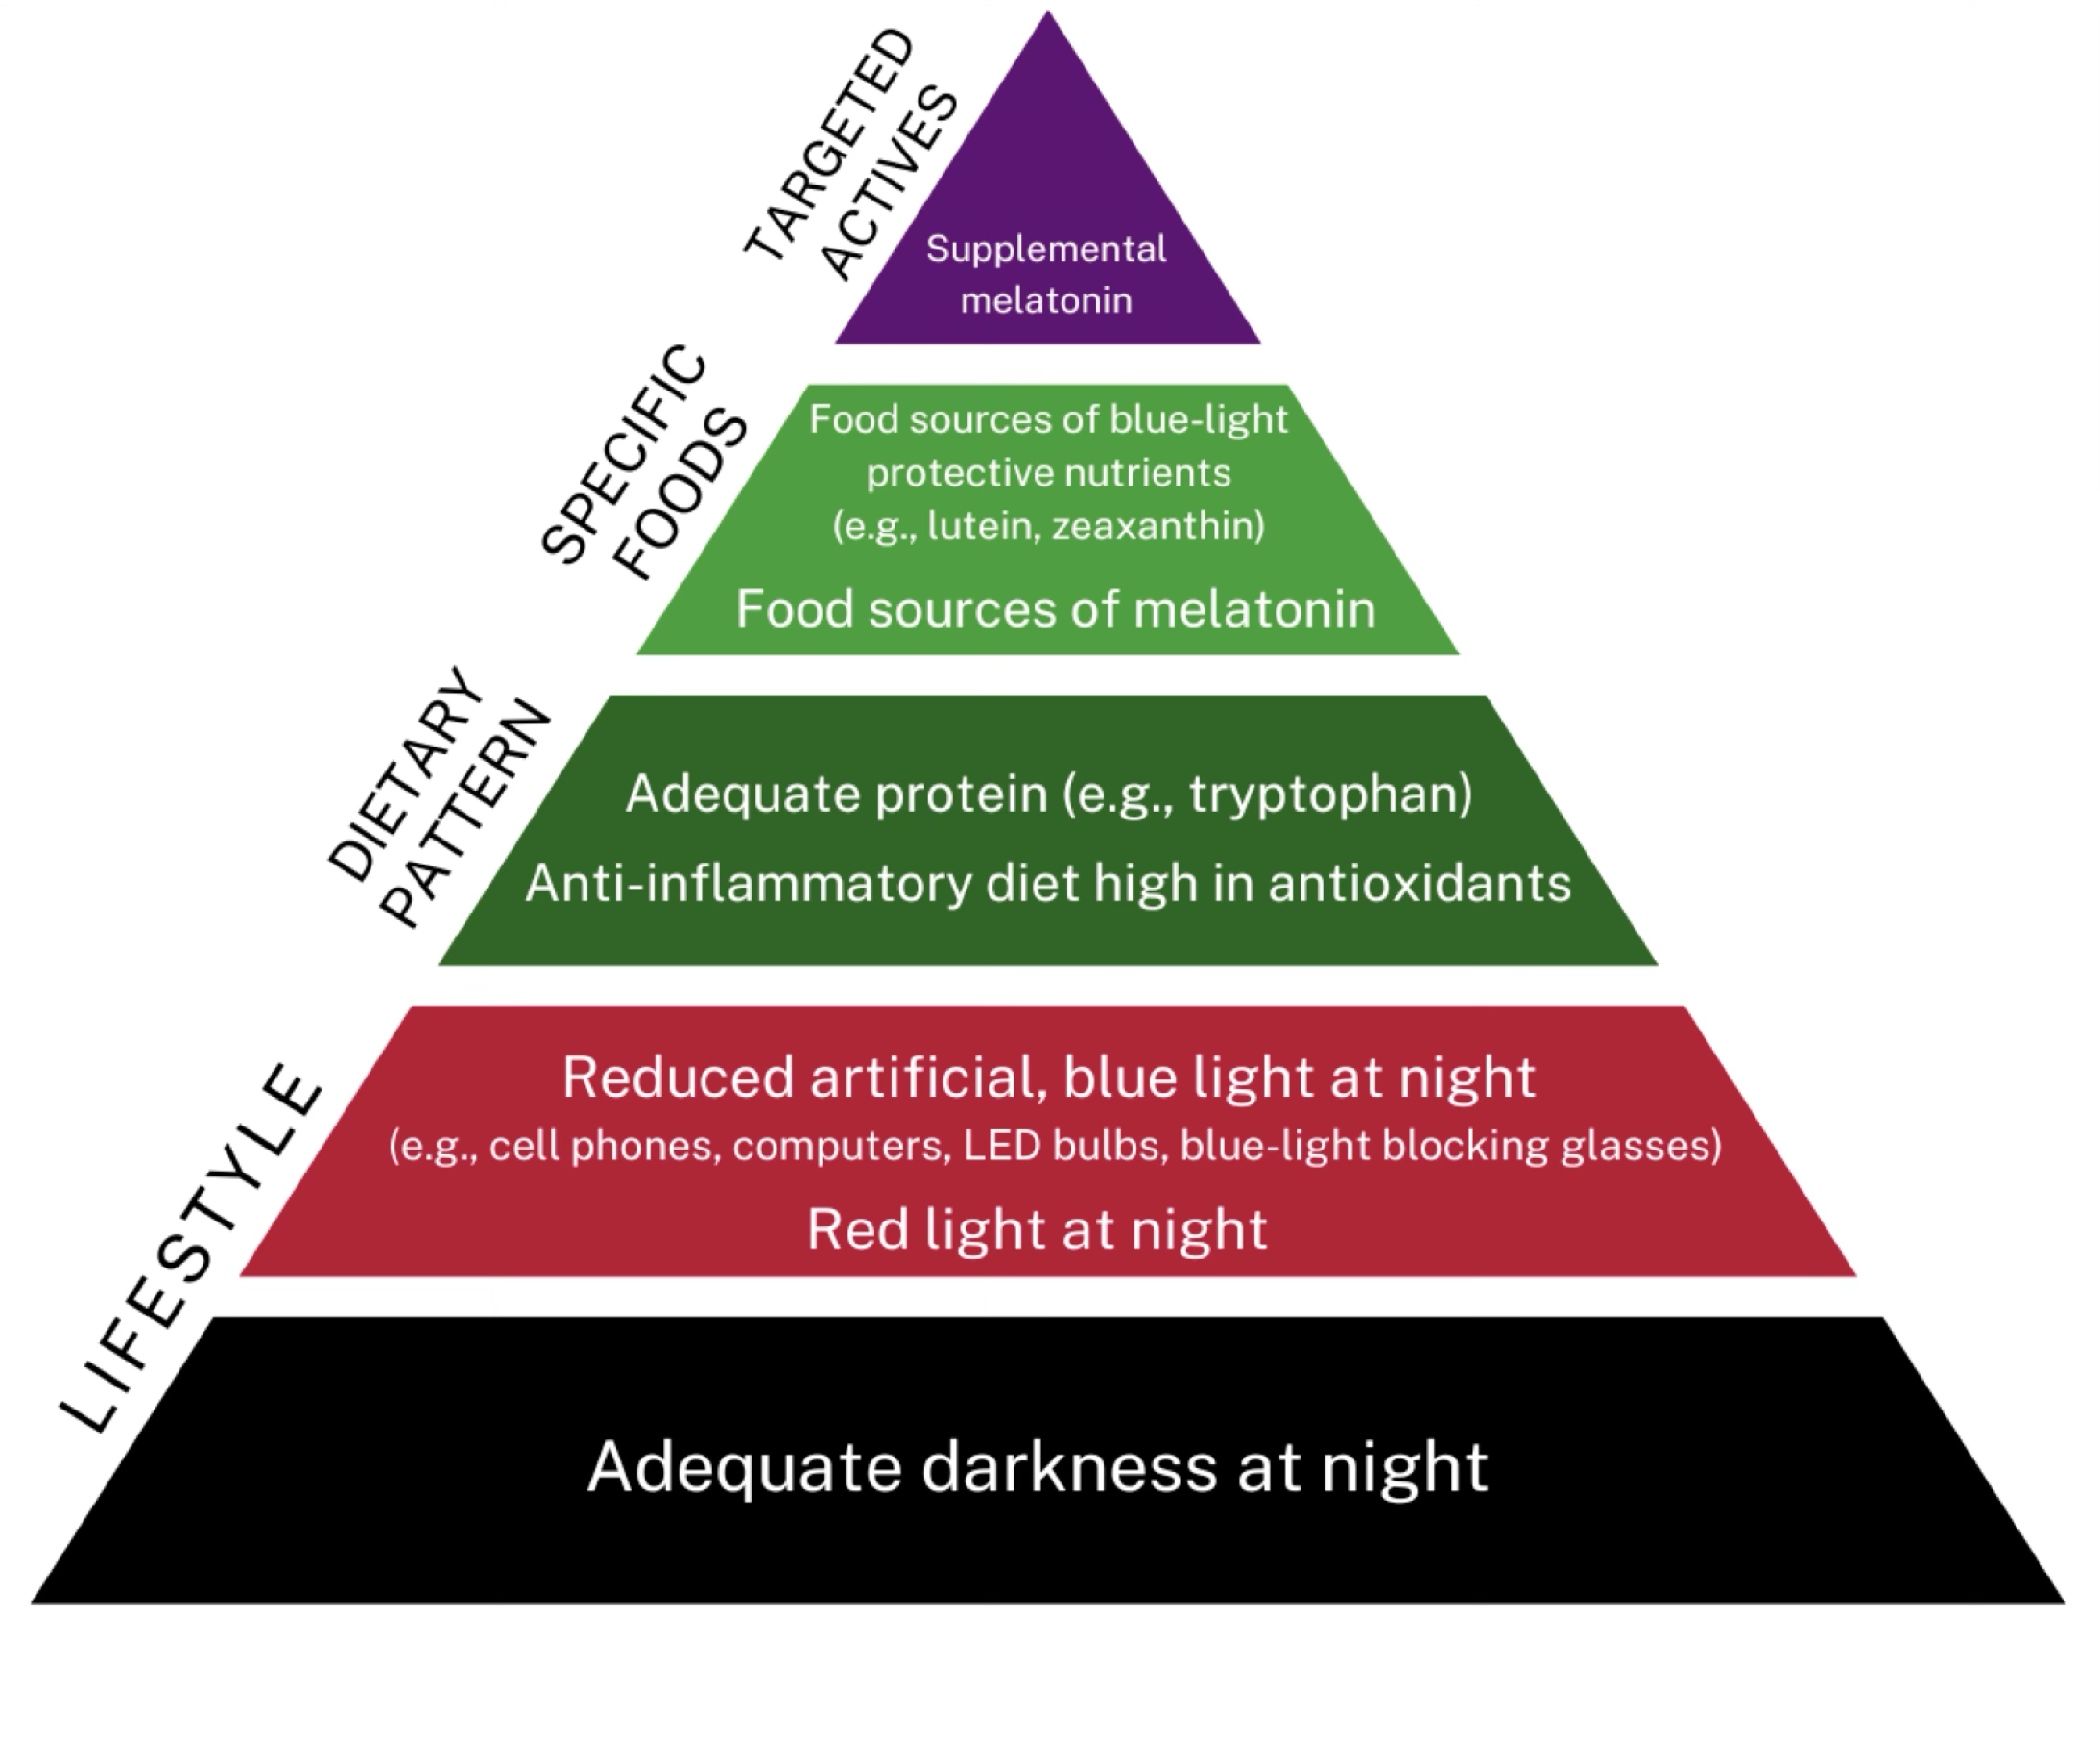 TARGETED
ACTIVES
Supplemental
melatonin
SPECIFIC
FOODS
Food sources of blue-light
protective nutrients
(e.g., lutein, zeaxanthin)
Food sources of melatonin
DIETARY
PATTERN
Adequate protein (e.g., tryptophan)
Anti-inflammatory diet high in antioxidants
LIFESTYLE
Reduced artificial, blue light at night
(e.g., cell phones, computers, LED bulbs, blue-light blocking glasses)
Red light at night
Adequate darkness at night